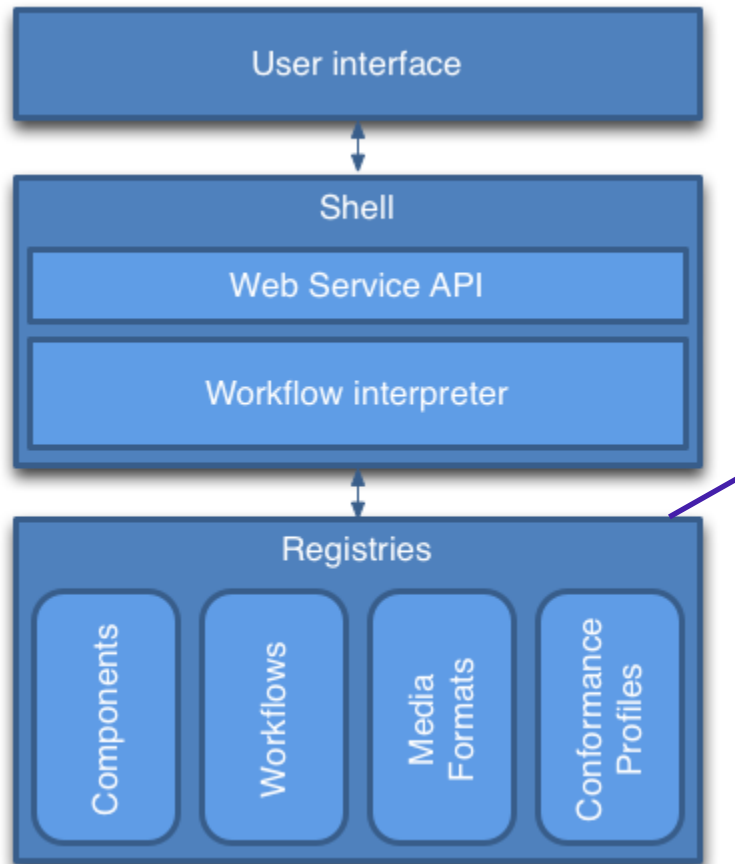 User interface
Shell
Web Service API
Workflow interpreter
Registries
Components
Workflows
Media
Formats
Conformance
Profiles